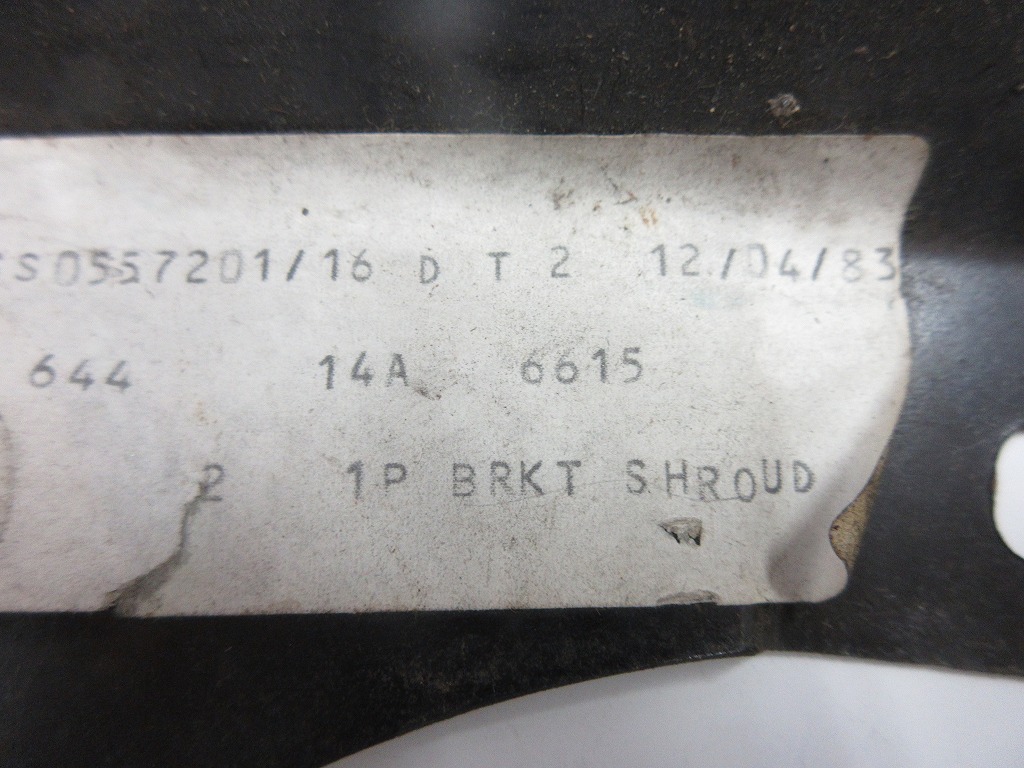 S0557201/16 D T 2 12/04/83
644 14A 6615
2 1P BRKT SHROUD